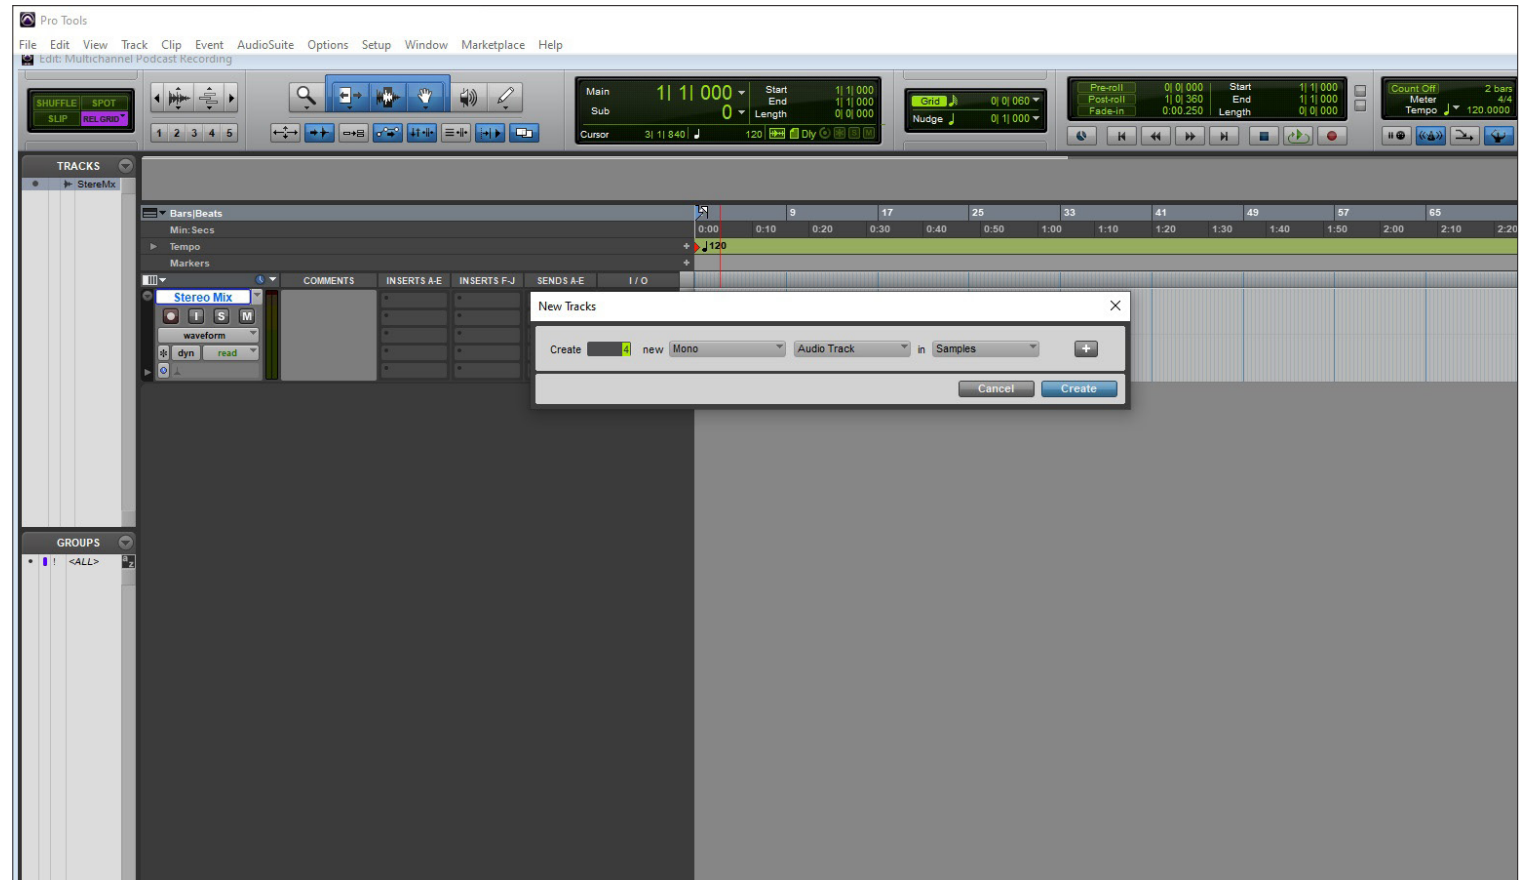 Pro Tools
File Edit View Track Clip Event AudioSuite Options Setup Window Marketplace Help
Edit: Multichannel Podcast Recording
SHUFFLE SPOT
SLIP REL GRID
1 2 3 4 5
Main 1| 1| 000
Sub 0
Start 1| 1| 000
End 1| 1| 000
Length 0| 0| 000
Cursor 3| 1| 840 120 Dly S M
Grid 0| 0| 060
Nudge 0| 1| 000
Pre-roll 0| 0| 000
Post-roll 1| 0| 360
Fade-in 0:00.250
Start 1| 1| 000
End 1| 1| 000
Length 0| 0| 000
Count Off 2 bars
Meter 4/4
Tempo 120.0000
TRACKS
StereMx
Bars|Beats 9 17 25 33 41 49 57 65
Min:Secs 0:00 0:10 0:20 0:30 0:40 0:50 1:00 1:10 1:20 1:30 1:40 1:50 2:00 2:10 2:20
Tempo + 120
Markers +
COMMENTS INSERTS A-E INSERTS F-J SENDS A-E I / O
Stereo Mix
I S M
waveform
dyn read
New Tracks
Create 4 new Mono Audio Track in Samples +
Cancel Create
GROUPS
! <ALL> a z